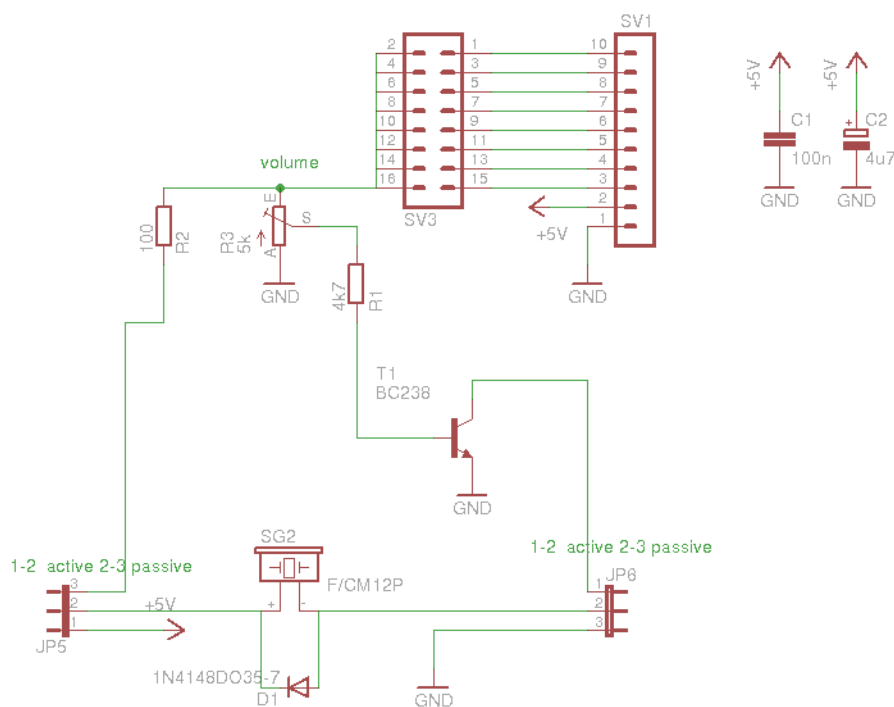 SV1
2 1 10
4 3 9
6 5 8
8 7 7
10 9 6
12 11 5
14 13 4
16 15 3
2
1
SV3
+5V
GND
+5V
C1
100n
GND
+5V
+
C2
4u7
GND
volume
100
R2
E
S
A
R3
5k
GND
4k7
R1
T1
BC238
GND
SG2
F/CM12P
+ -
1-2 active 2-3 passive
3
2
1
JP5
+5V
1N4148DO35-7
D1
1-2 active 2-3 passive
JP6
1
2
3
GND